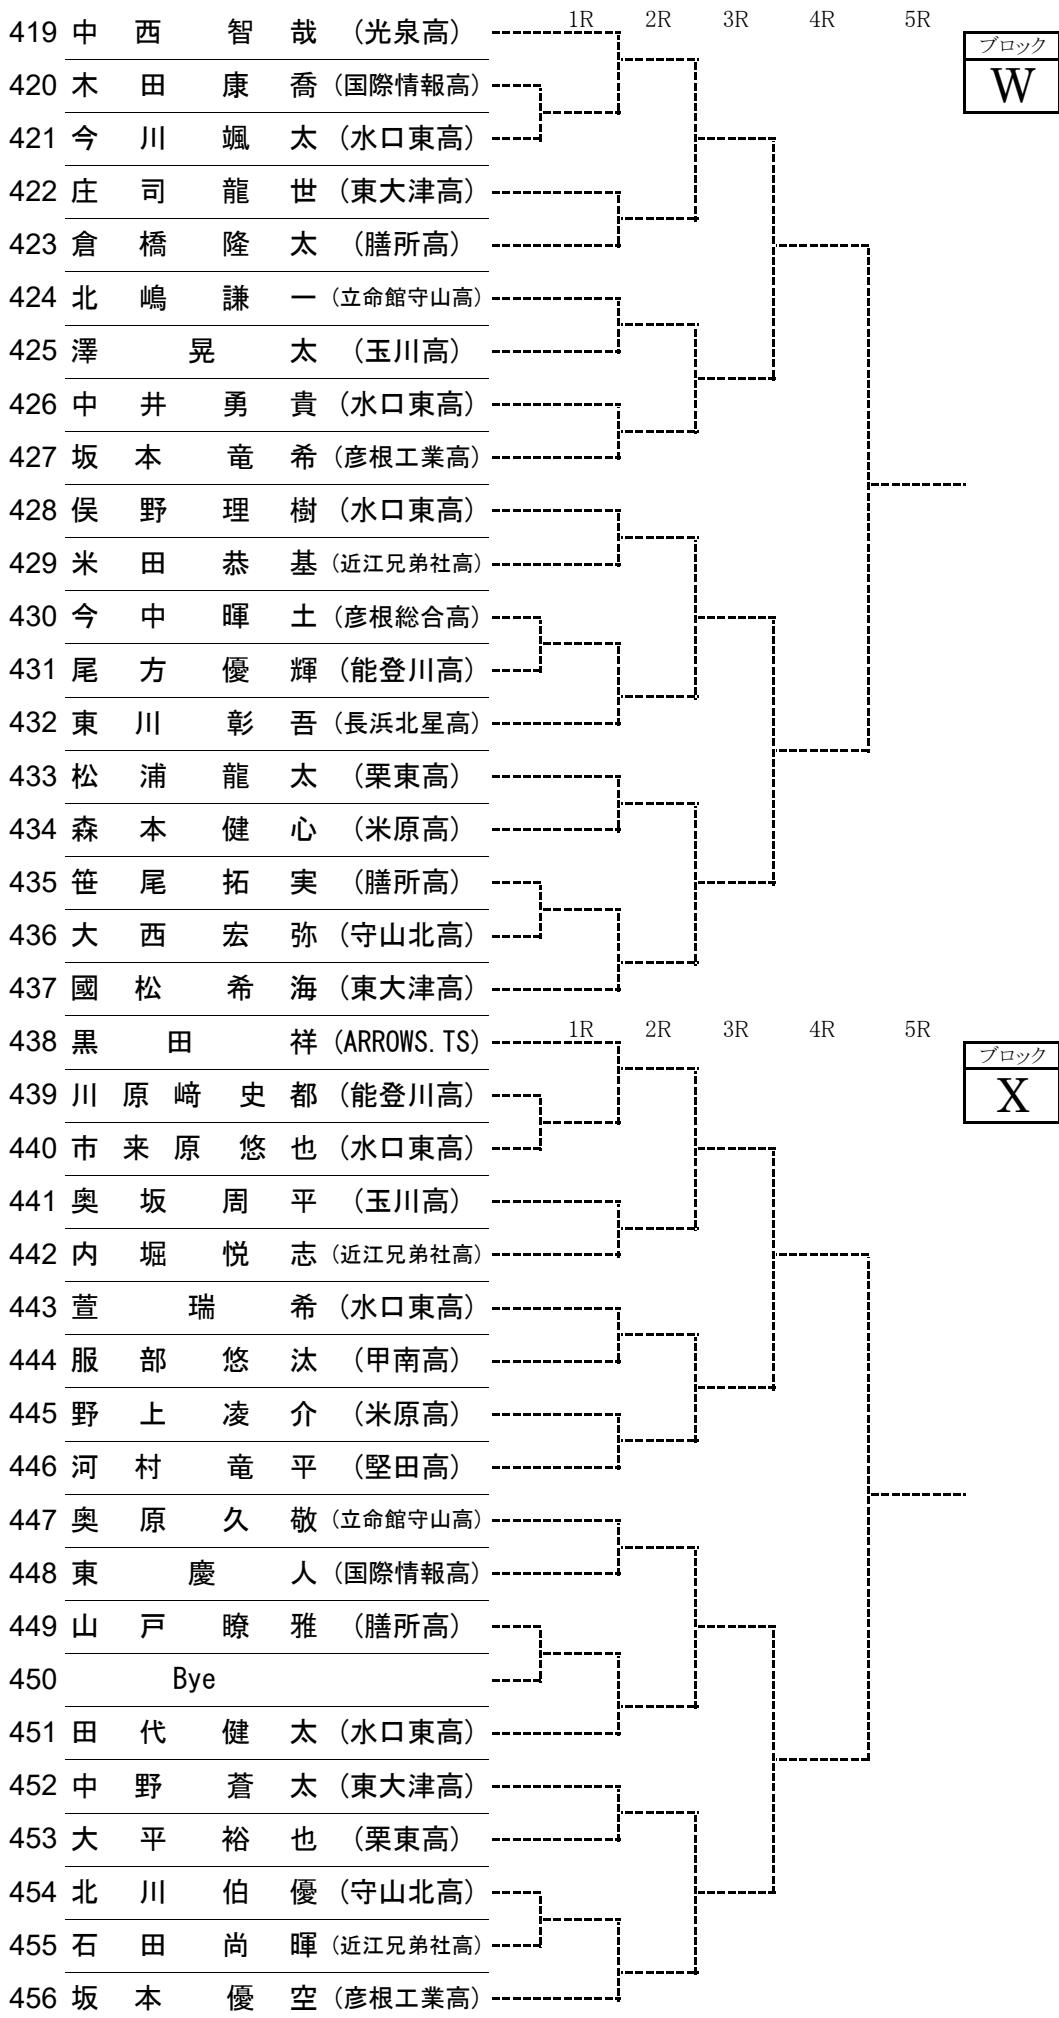 1R 2R 3R 4R 5R
ブロック
W
419 中西 智哉 (光泉高)
420 木田 康喬 (国際情報高)
421 今川 颯太 (水口東高)
422 庄司 龍世 (東大津高)
423 倉橋 隆太 (膳所高)
424 北嶋 謙一 (立命館守山高)
425 澤 晃太 (玉川高)
426 中井 勇貴 (水口東高)
427 坂本 竜希 (彦根工業高)
428 俣野 理樹 (水口東高)
429 米田 恭基 (近江兄弟社高)
430 今中 暉土 (彦根総合高)
431 尾方 優輝 (能登川高)
432 東川 彰吾 (長浜北星高)
433 松浦 龍太 (栗東高)
434 森本 健心 (米原高)
435 笹尾 拓実 (膳所高)
436 大西 宏弥 (守山北高)
437 國松 希海 (東大津高)
1R 2R 3R 4R 5R
ブロック
X
438 黒田 祥 (ARROWS.TS)
439 川原﨑 史都 (能登川高)
440 市来原 悠也 (水口東高)
441 奥坂 周平 (玉川高)
442 内堀 悦志 (近江兄弟社高)
443 萱 瑞希 (水口東高)
444 服部 悠汰 (甲南高)
445 野上 凌介 (米原高)
446 河村 竜平 (堅田高)
447 奥原 久敬 (立命館守山高)
448 東 慶人 (国際情報高)
449 山戸 瞭雅 (膳所高)
450 Bye
451 田代 健太 (水口東高)
452 中野 蒼太 (東大津高)
453 大平 裕也 (栗東高)
454 北川 伯優 (守山北高)
455 石田 尚暉 (近江兄弟社高)
456 坂本 優空 (彦根工業高)